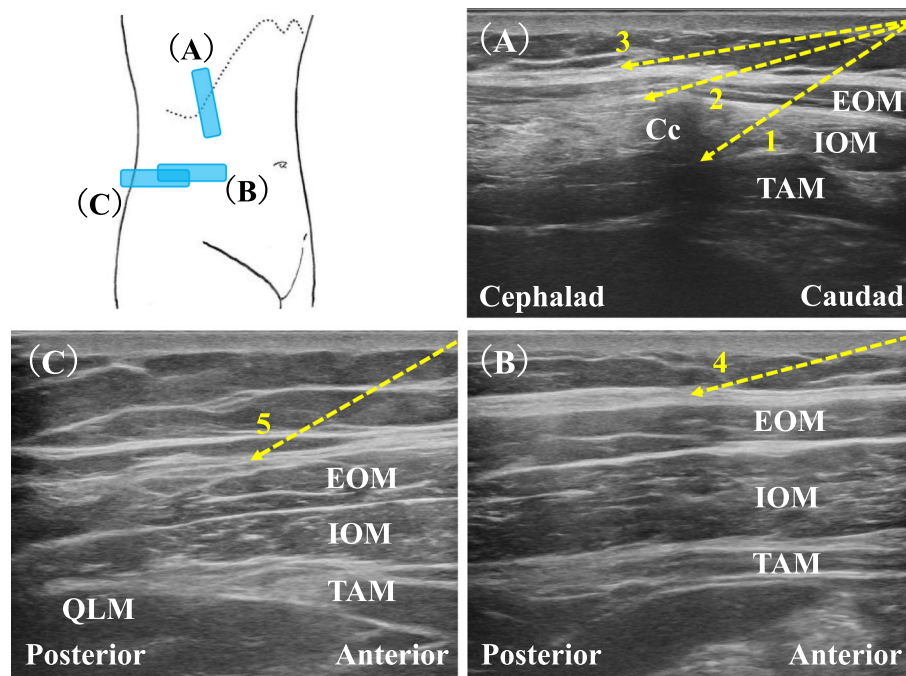 (A)
(B)
(C)
(A)
3
2
EOM
Cc
1
IOM
TAM
Cephalad
Caudad
(C)
5
EOM
IOM
TAM
QLM
Posterior
Anterior
(B)
4
EOM
IOM
TAM
Posterior
Anterior